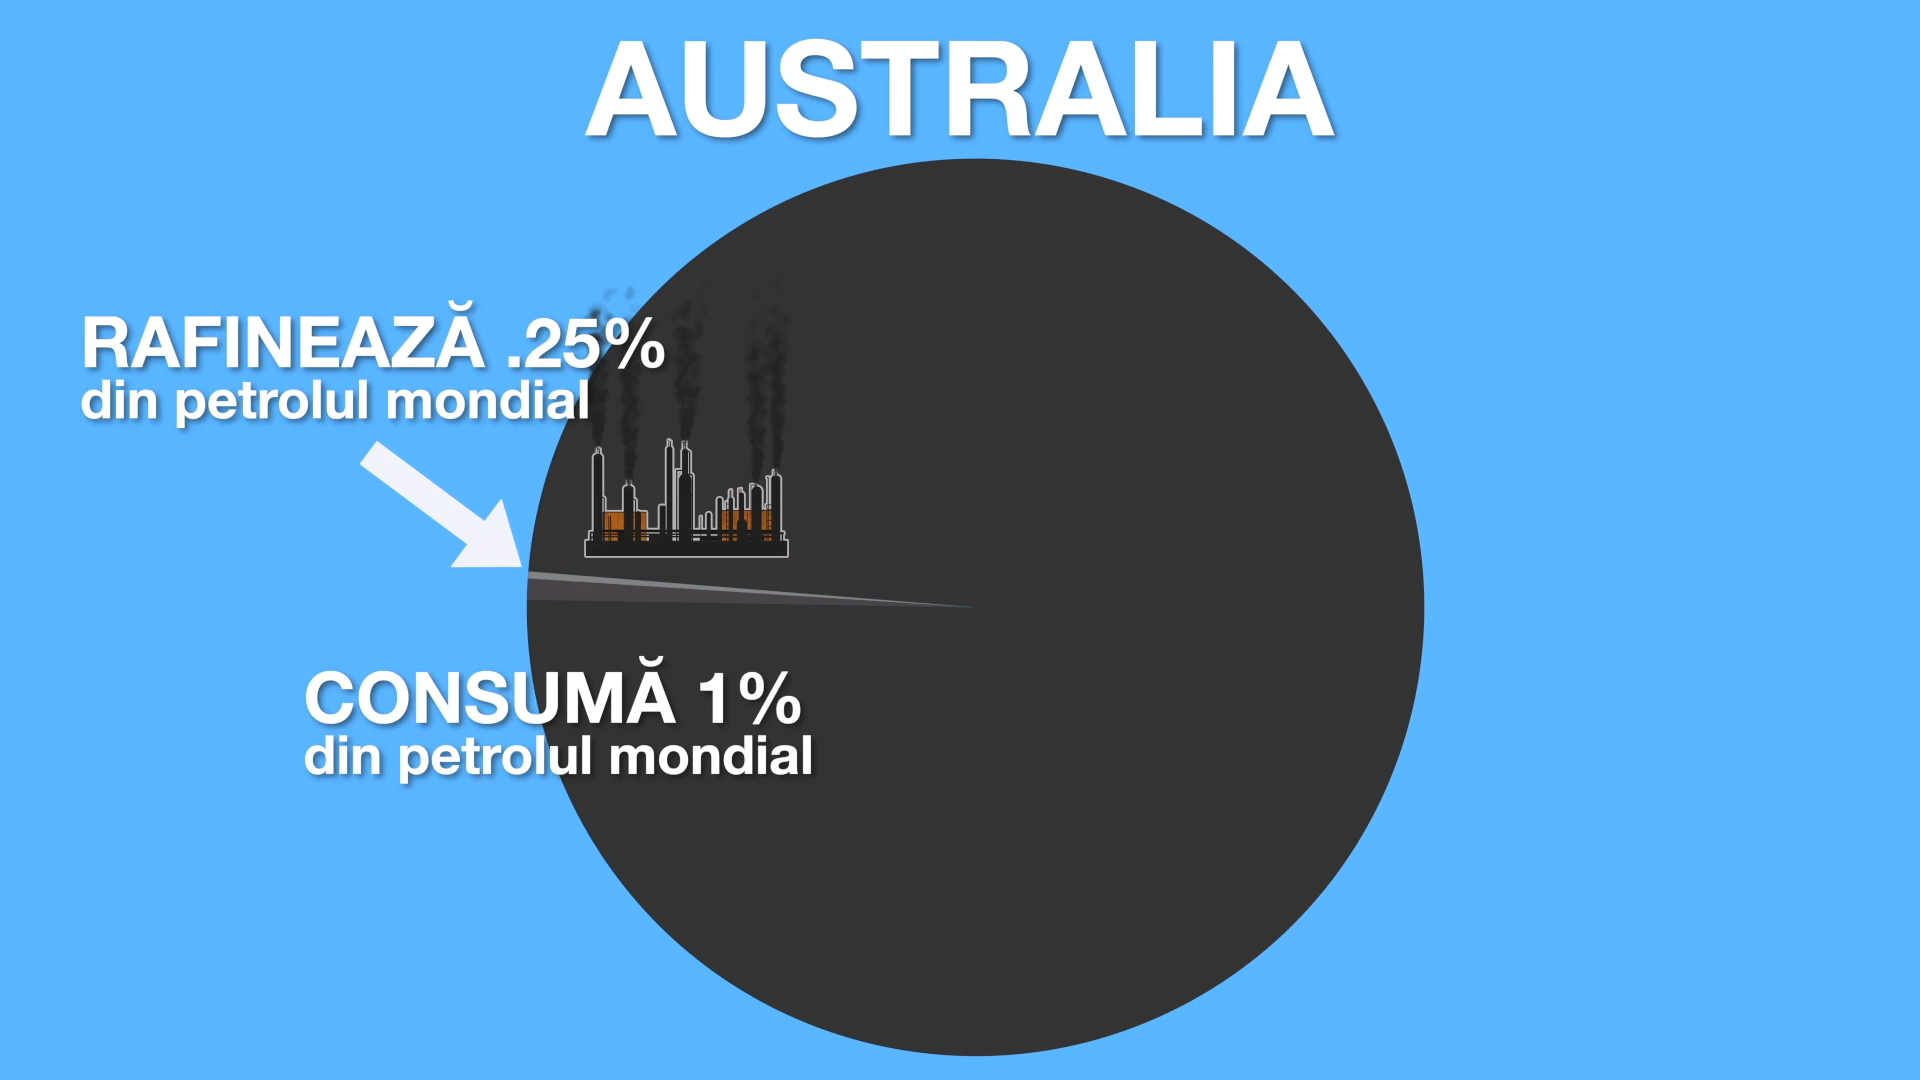 AUSTRALIA
RAFINEAZĂ .25%
din petrolul mondial
CONSUMĂ 1%
din petrolul mondial